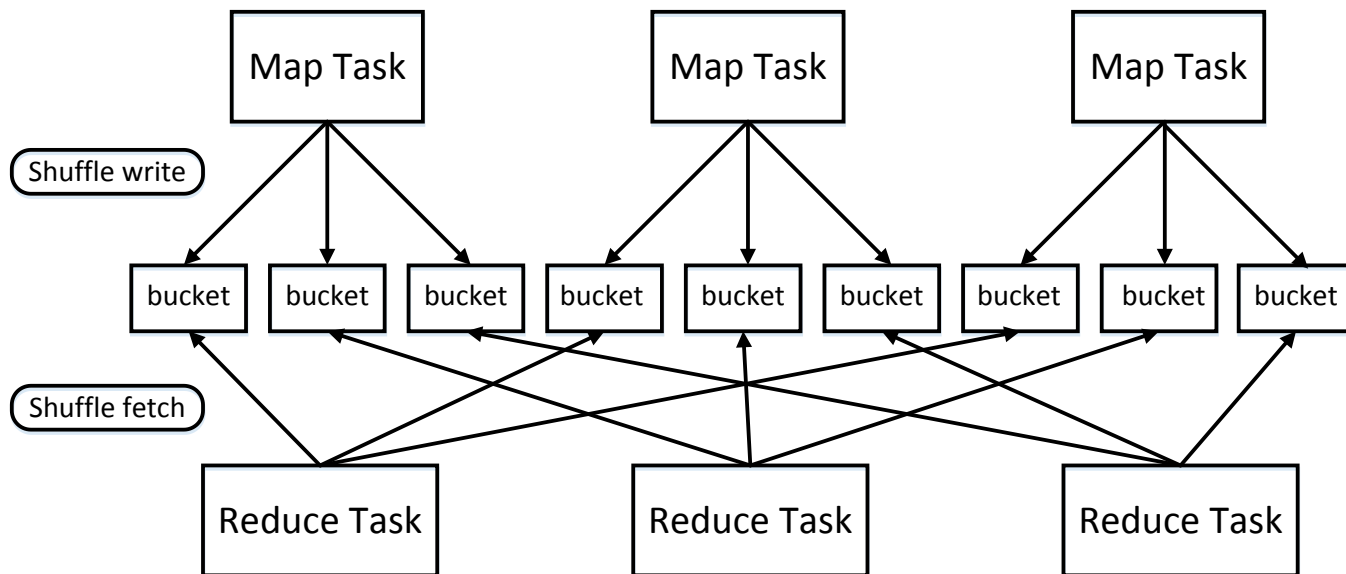 Map Task
Map Task
Map Task
Shuffle write
bucket
bucket
bucket
bucket
bucket
bucket
bucket
bucket
bucket
Shuffle fetch
Reduce Task
Reduce Task
Reduce Task